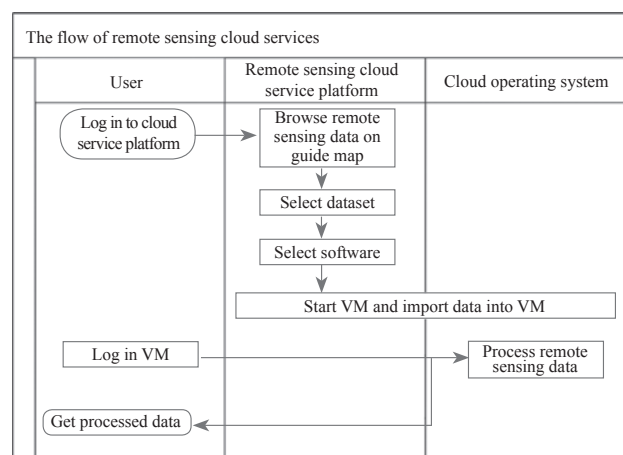 The flow of remote sensing cloud services
User
Remote sensing cloud
service platform
Cloud operating system
Log in to cloud
service platform
Browse remote
sensing data on
guide map
Select dataset
Select software
Start VM and import data into VM
Log in VM
Process remote
sensing data
Get processed data